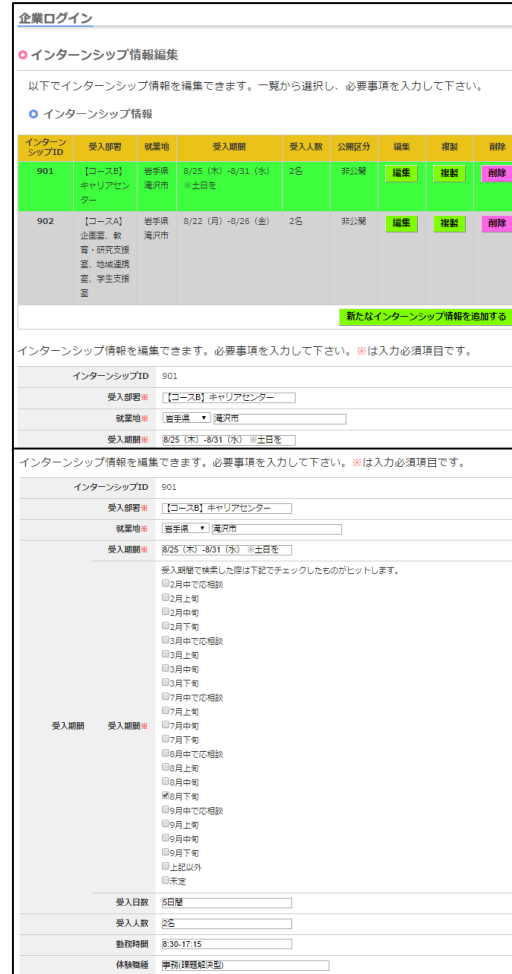 企業ログイン
インターンシップ情報編集
以下でインターンシップ情報を編集できます。一覧から選択し、必要事項を入力して下さい。
インターンシップ情報
インターンシップID 受入部署 就業地 受入期間 受入人数 公開区分 編集 複製 削除
901 【コースB】キャリアセンター 岩手県滝沢市 8/25（木）-8/31（水）※土日を 2名 非公開 編集 複製 削除
902 【コースA】企画室、教育・研究支援室、地域連携室、学生支援室 岩手県滝沢市 8/22（月）-8/26（金） 2名 非公開 編集 複製 削除
新たなインターンシップ情報を追加する
インターンシップ情報を編集できます。必要事項を入力して下さい。※は入力必須項目です。
インターンシップID 901
受入部署※ 【コースB】キャリアセンター
就業地※ 岩手県 ▼ 滝沢市
受入期間※ 8/25（木）-8/31（水） ※土日を
インターンシップ情報を編集できます。必要事項を入力して下さい。※は入力必須項目です。
インターンシップID 901
受入部署※ 【コースB】キャリアセンター
就業地※ 岩手県 ▼ 滝沢市
受入期間※ 8/25（木）-8/31（水） ※土日を
受入期間で検索した際は下記でチェックしたものがヒットします。
2月中で応相談
2月上旬
2月中旬
2月下旬
3月中で応相談
3月上旬
3月中旬
3月下旬
7月中で応相談
7月上旬
受入期間 受入期間※ 7月中旬
7月下旬
8月中で応相談
8月上旬
8月中旬
8月下旬
9月中で応相談
9月上旬
9月中旬
9月下旬
上記以外
未定
受入日数 5日間
受入人数 2名
勤務時間 8:30-17:15
体験職種 事務(課題解決型)